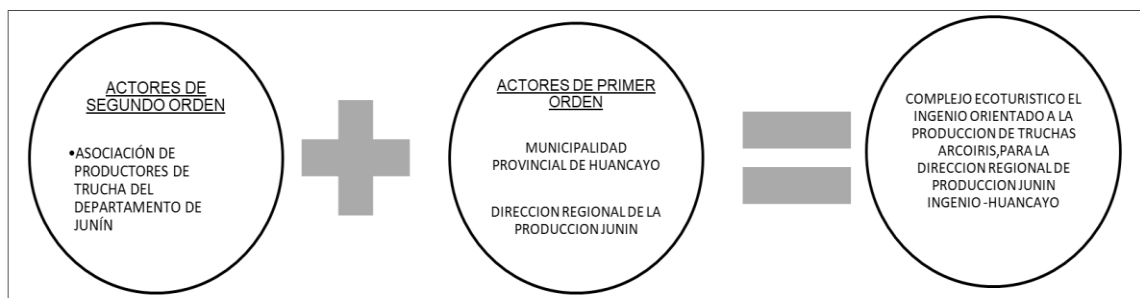 ACTORES DE
SEGUNDO ORDEN
•ASOCIACIÓN DE
PRODUCTORES DE
TRUCHA DEL
DEPARTAMENTO DE
JUNÍN
ACTORES DE PRIMER
ORDEN
MUNICIPALIDAD
PROVINCIAL DE HUANCAYO
DIRECCION REGIONAL DE LA
PRODUCCION JUNIN
COMPLEJO ECOTURISTICO EL
INGENIO ORIENTADO A LA
PRODUCCION DE TRUCHAS
ARCOIRIS,PARA LA
DIRECCION REGIONAL DE
PRODUCCION JUNIN
INGENIO -HUANCAYO